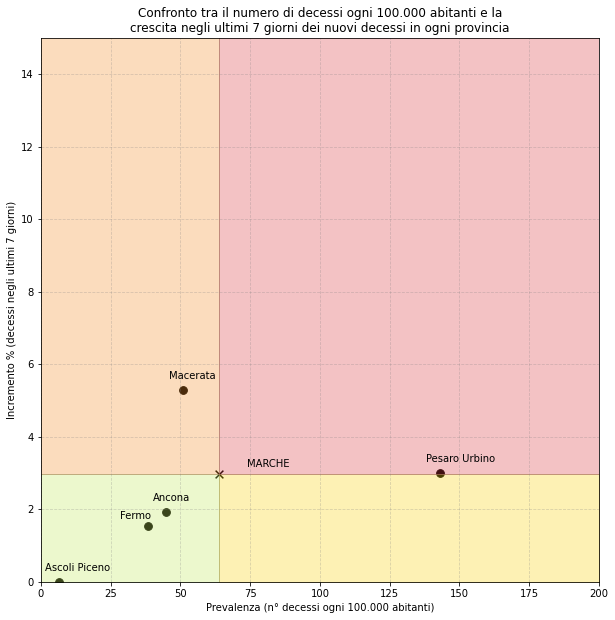 Confronto tra il numero di decessi ogni 100.000 abitanti e la
crescita negli ultimi 7 giorni dei nuovi decessi in ogni provincia
Incremento % (decessi negli ultimi 7 giorni)
14
12
10
8
6
4
2
0
Macerata
MARCHE
Pesaro Urbino
Ancona
Fermo
Ascoli Piceno
0 25 50 75 100 125 150 175 200
Prevalenza (n° decessi ogni 100.000 abitanti)